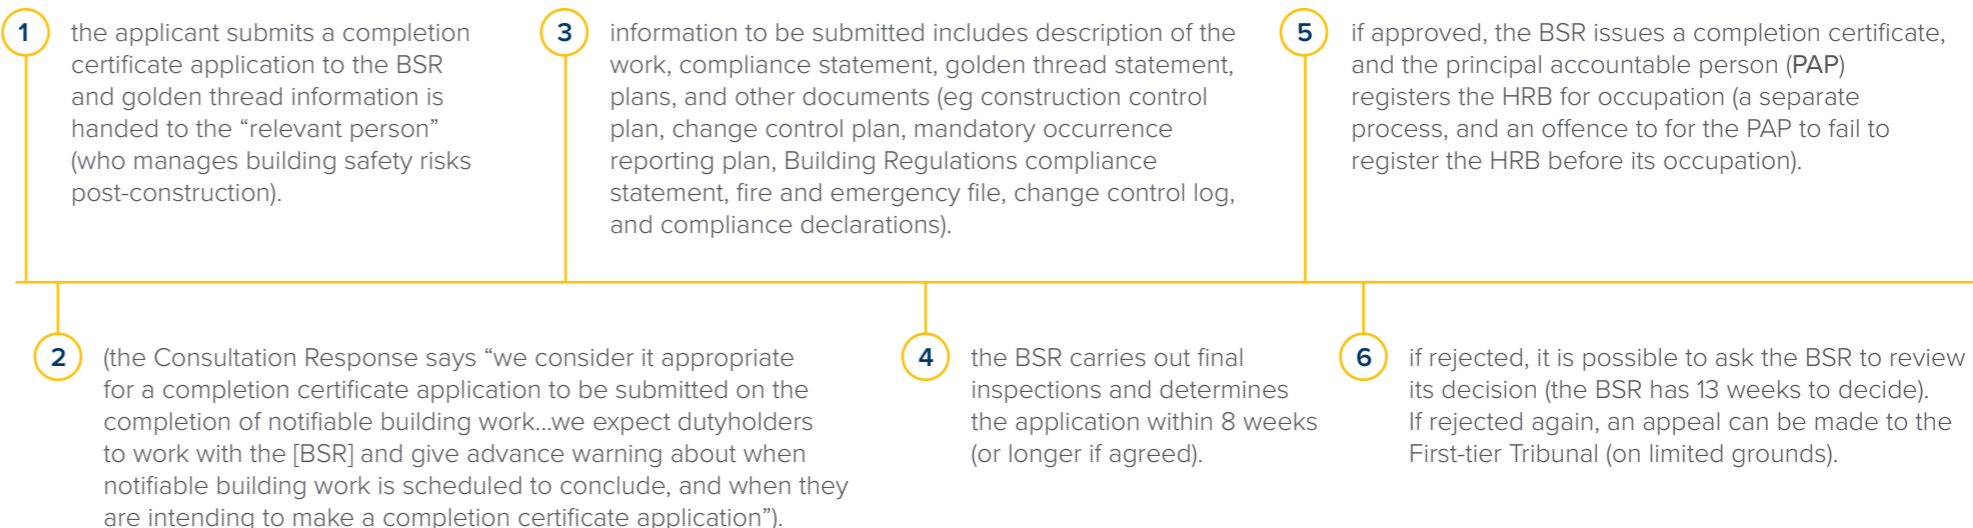 1
the applicant submits a completion
certificate application to the BSR
and golden thread information is
handed to the “relevant person”
(who manages building safety risks
post-construction).
2
(the Consultation Response says “we consider it appropriate
for a completion certificate application to be submitted on the
completion of notifiable building work...we expect dutyholders
to work with the [BSR] and give advance warning about when
notifiable building work is scheduled to conclude, and when they
are intending to make a completion certificate application”).
3
information to be submitted includes description of the
work, compliance statement, golden thread statement,
plans, and other documents (eg construction control
plan, change control plan, mandatory occurrence
reporting plan, Building Regulations compliance
statement, fire and emergency file, change control log,
and compliance declarations).
4
the BSR carries out final
inspections and determines
the application within 8 weeks
(or longer if agreed).
5
if approved, the BSR issues a completion certificate,
and the principal accountable person (PAP)
registers the HRB for occupation (a separate
process, and an offence to for the PAP to fail to
register the HRB before its occupation).
6
if rejected, it is possible to ask the BSR to review
its decision (the BSR has 13 weeks to decide).
If rejected again, an appeal can be made to the
First-tier Tribunal (on limited grounds).